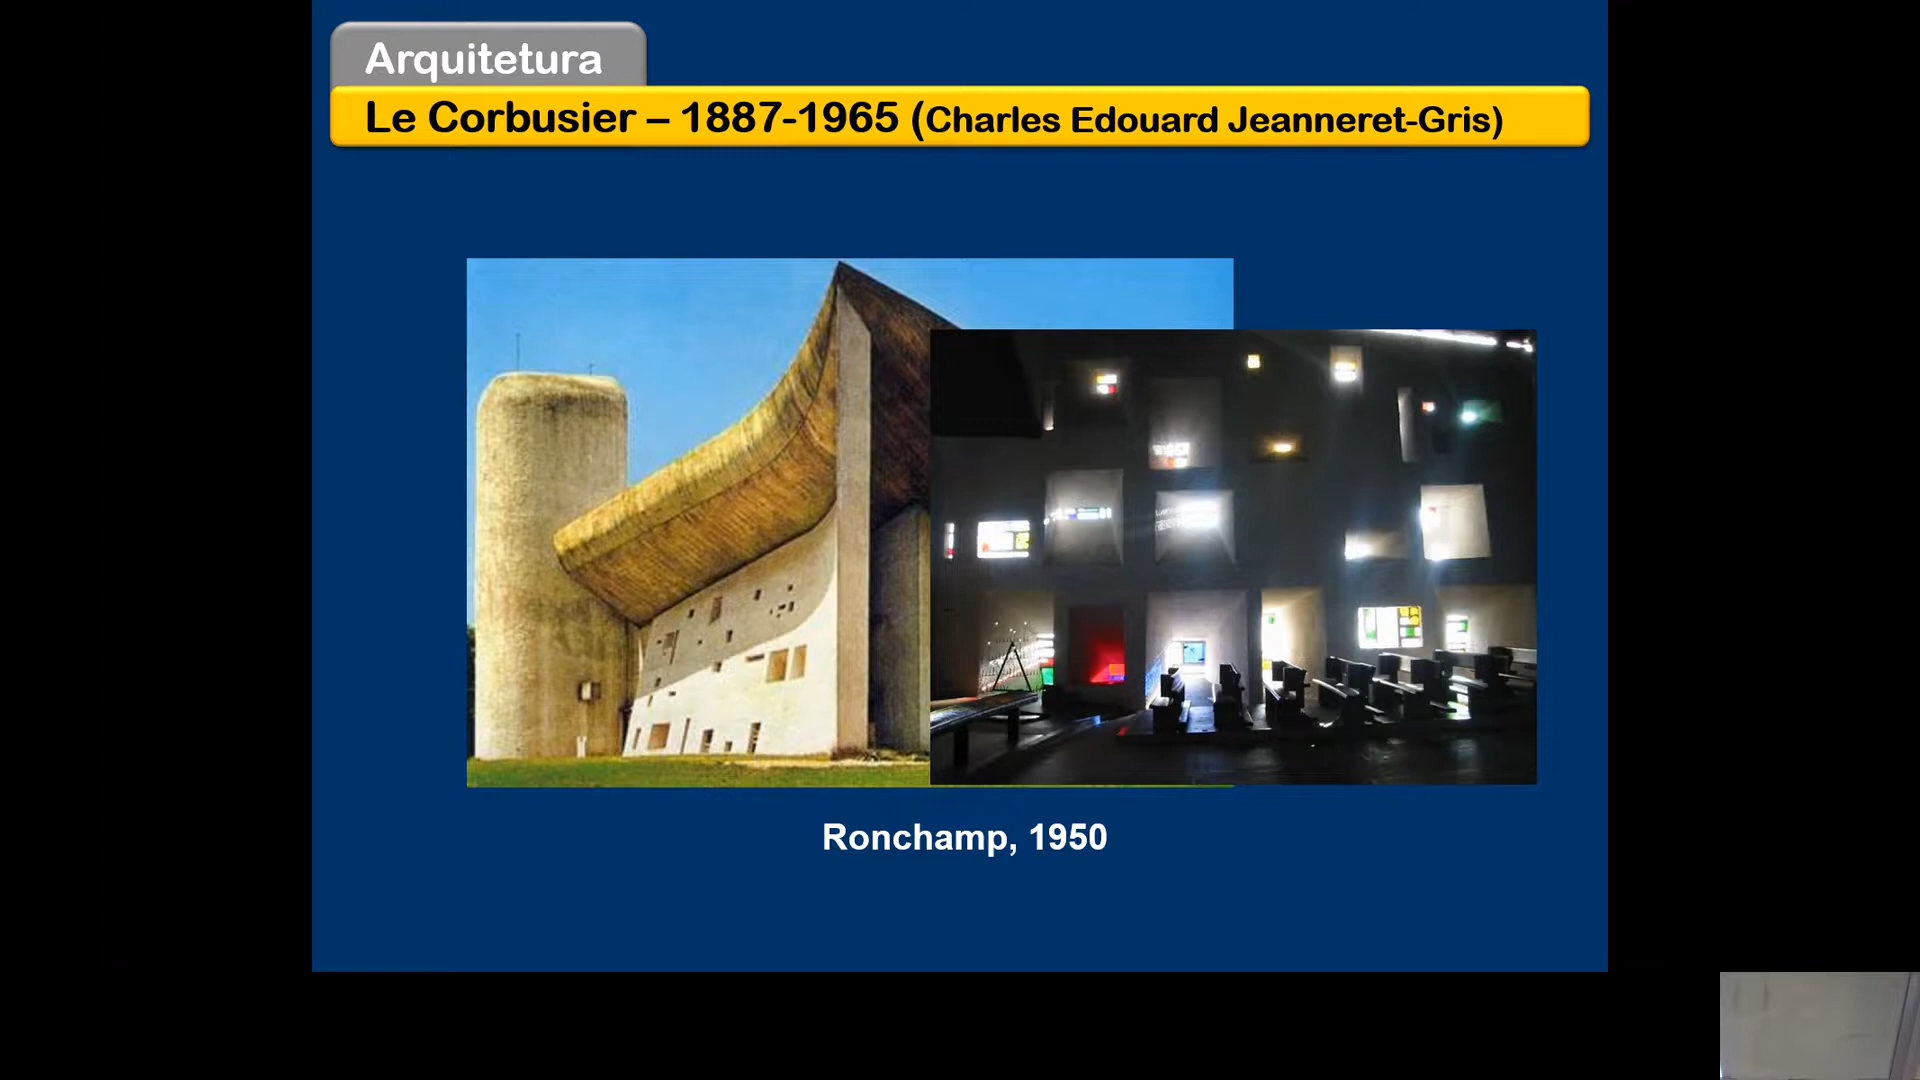 Arquitetura
Le Corbusier – 1887-1965 (Charles Edouard Jeanneret-Gris)
Ronchamp, 1950